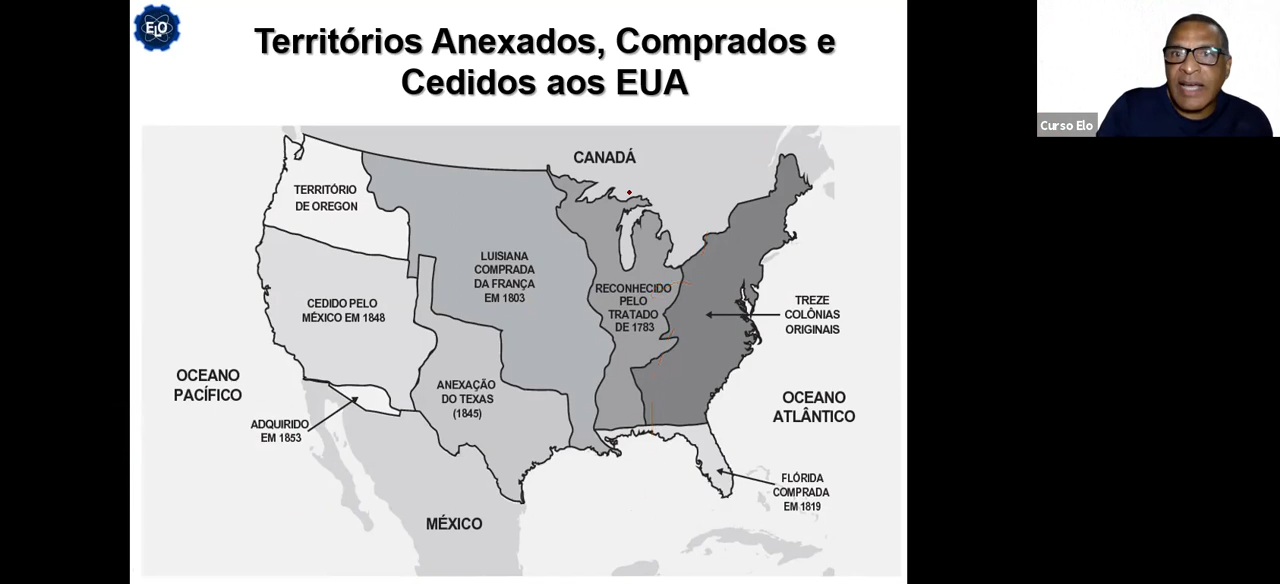 ELO
Territórios Anexados, Comprados e
Cedidos aos EUA
Curso Elo
CANADÁ
TERRITÓRIO
DE OREGON
LUISIANA
COMPRADA
DA FRANÇA
EM 1803
RECONHECIDO
PELO
TRATADO
DE 1783
CEDIDO PELO
MÉXICO EM 1848
TREZE
COLÔNIAS
ORIGINAIS
OCEANO
PACÍFICO
ANEXAÇÃO
DO TEXAS
(1845)
OCEANO
ATLÂNTICO
ADQUIRIDO
EM 1853
FLÓRIDA
COMPRADA
EM 1819
MÉXICO